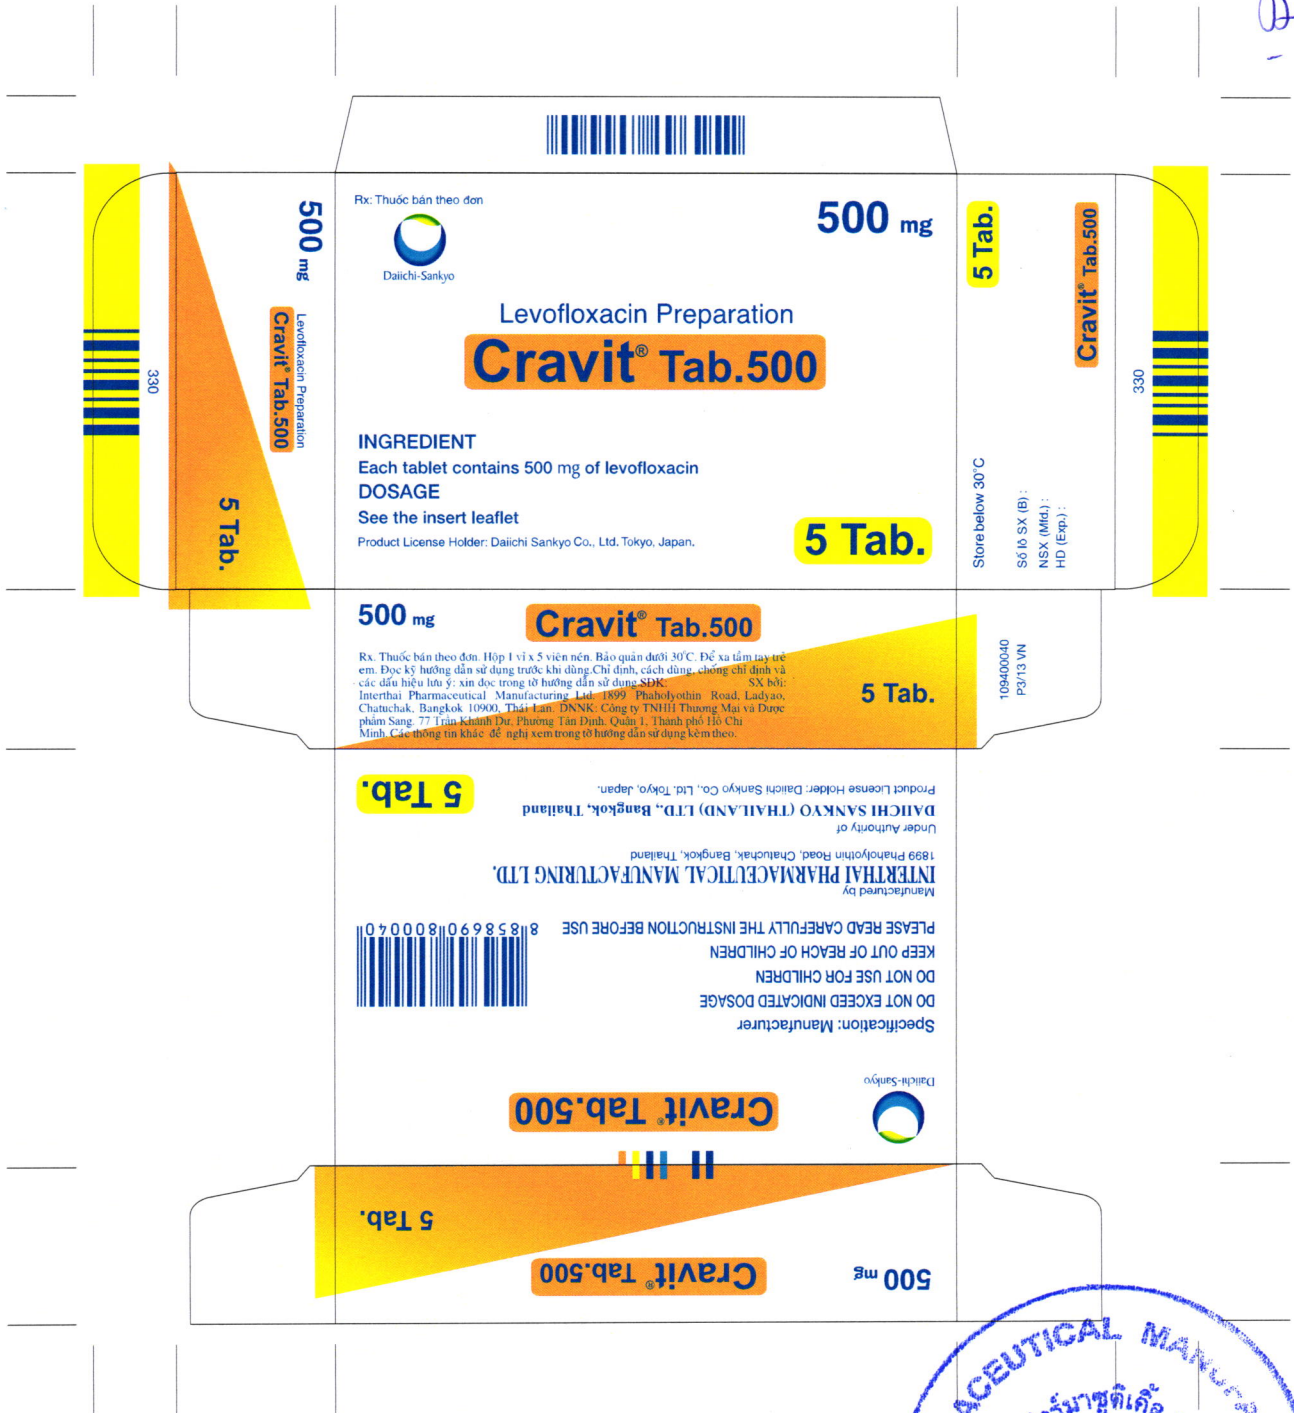 Rx: Thuốc bán theo đơn
Daiichi-Sankyo
500 mg
Levofloxacin Preparation
Cravit® Tab.500
INGREDIENT
Each tablet contains 500 mg of levofloxacin
DOSAGE
See the insert leaflet
Product License Holder: Daiichi Sankyo Co., Ltd. Tokyo, Japan.
5 Tab.
500 mg
Levofloxacin Preparation
Cravit® Tab.500
5 Tab.
330
5 Tab.
Cravit® Tab.500
Store below 30°C
Số lô SX (B) :
NSX (Mfd.) :
HD (Exp.) :
330
500 mg
Cravit® Tab.500
Rx. Thuốc bán theo đơn. Hộp 1 vỉ x 5 viên nén. Bảo quản dưới 30°C. Để xa tầm tay trẻ
em. Đọc kỹ hướng dẫn sử dụng trước khi dùng.Chỉ định, cách dùng, chống chỉ định và
các dấu hiệu lưu ý: xin đọc trong tờ hướng dẫn sử dụng.SDK: SX bởi:
Interthai Pharmaceutical Manufacturing Ltd. 1899 Phaholyothin Road, Ladyao,
Chatuchak, Bangkok 10900, Thái Lan. DNNK: Công ty TNHH Thương Mại và Dược
phẩm Sang. 77 Trần Khánh Dư, Phường Tân Định, Quận 1, Thành phố Hồ Chí
Minh. Các thông tin khác đề nghị xem trong tờ hướng dẫn sử dụng kèm theo.
5 Tab.
109400040
P3/13 VN
500 mg
Cravit® Tab.500
5 Tab.
Daiichi-Sankyo
Cravit® Tab.500
Specification: Manufacturer
DO NOT EXCEED INDICATED DOSAGE
DO NOT USE FOR CHILDREN
KEEP OUT OF REACH OF CHILDREN
PLEASE READ CAREFULLY THE INSTRUCTION BEFORE USE
8 858690 800040
Manufactured by
INTERTHAI PHARMACEUTICAL MANUFACTURING LTD.
1899 Phaholyothin Road, Chatuchak, Bangkok, Thailand
Under Authority of
DAIICHI SANKYO (THAILAND) LTD., Bangkok, Thailand
Product License Holder: Daiichi Sankyo Co., Ltd. Tokyo, Japan.
5 Tab.